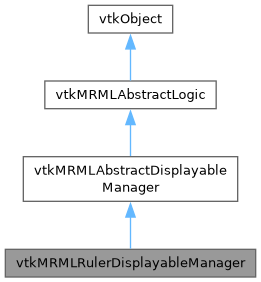 vtkObject
vtkMRMLAbstractLogic
vtkMRMLAbstractDisplayable
Manager
vtkMRMLRulerDisplayableManager